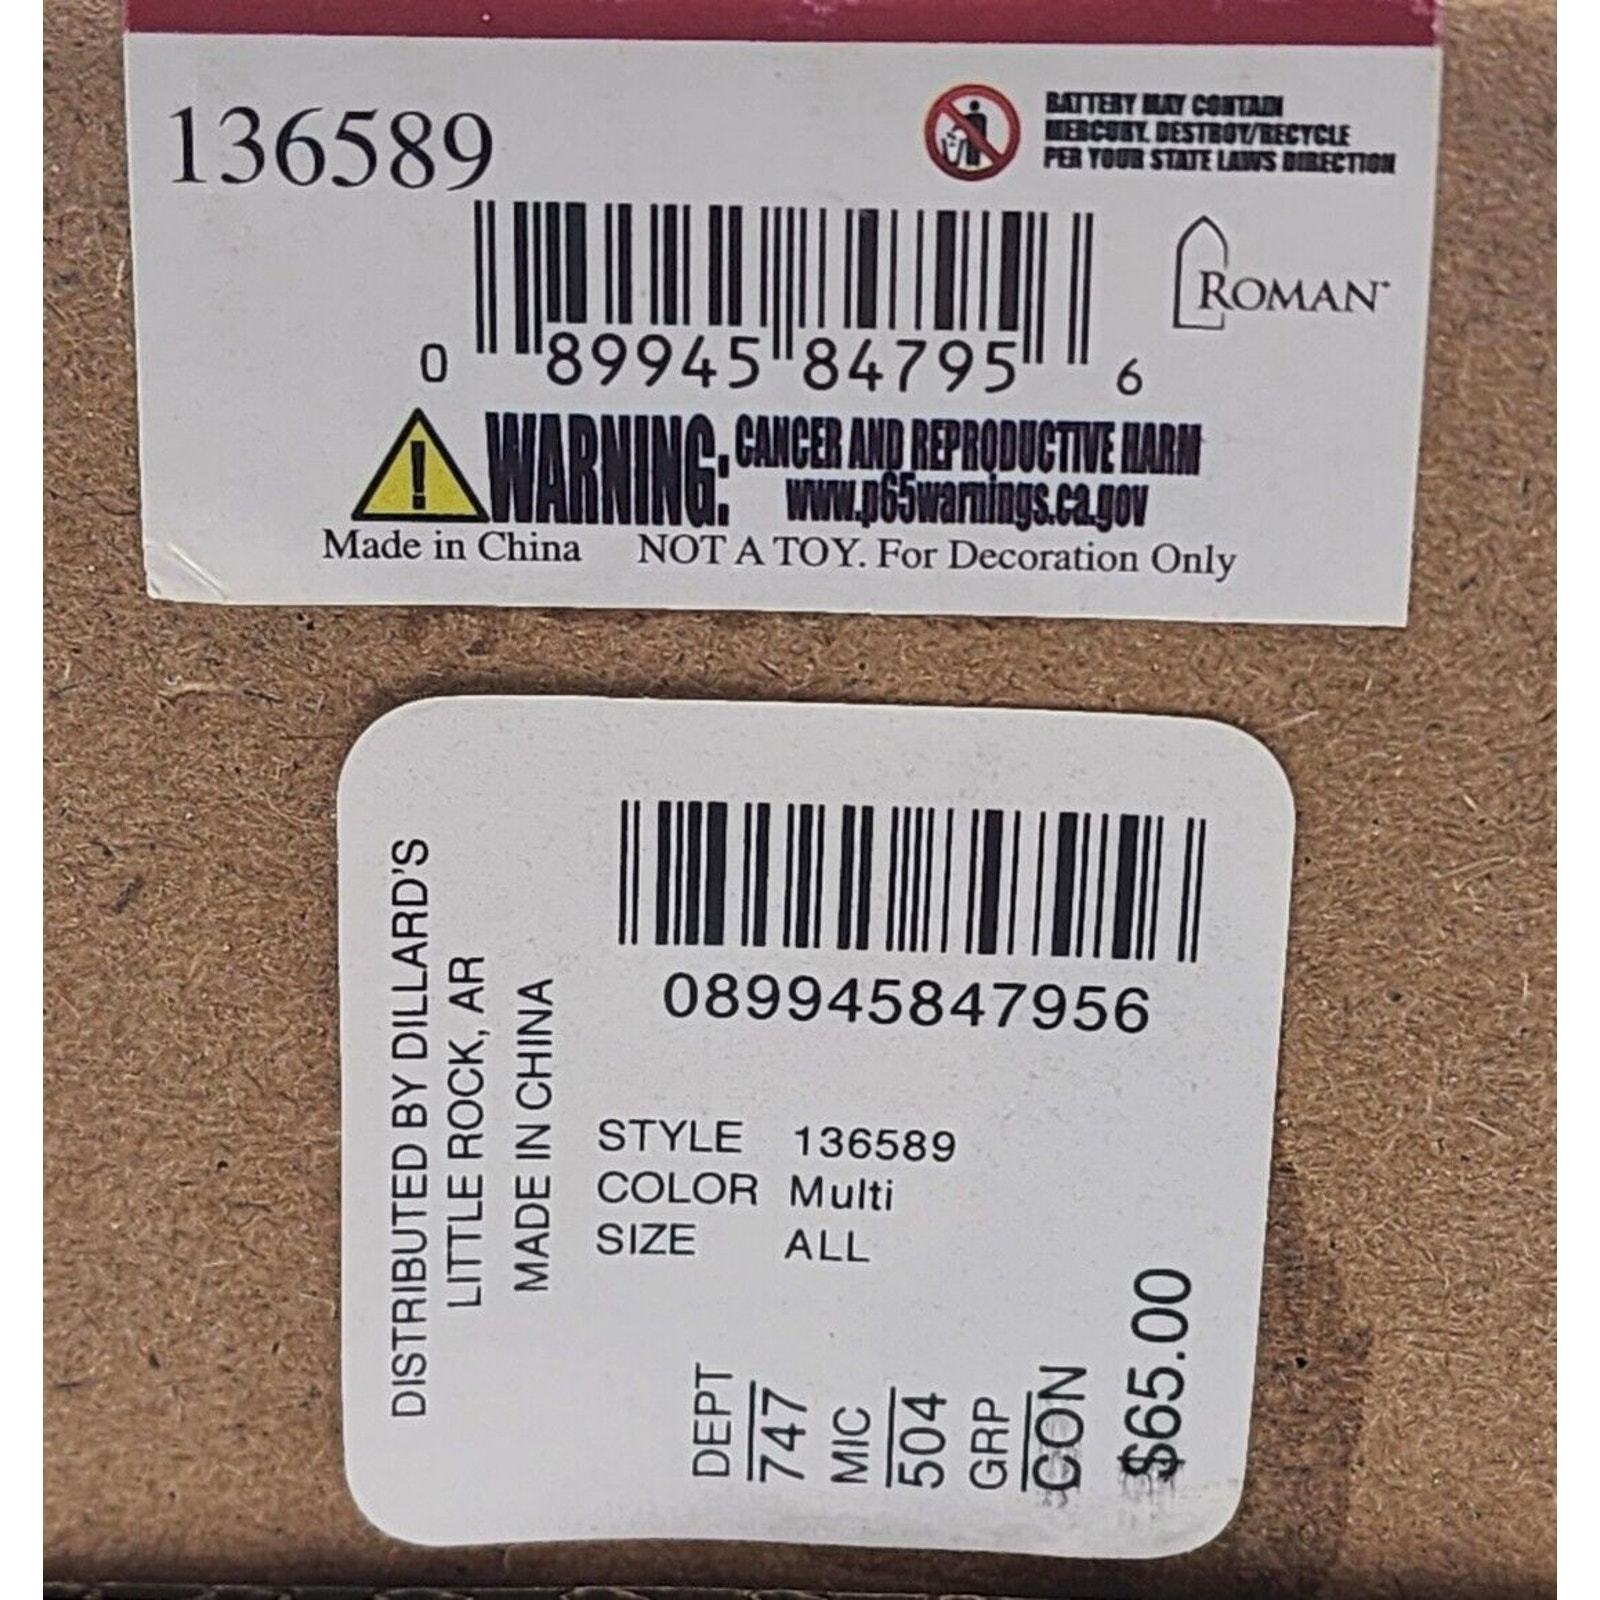 136589
BATTERY MAY CONTAIN
MERCURY. DESTROY/RECYCLE
PER YOUR STATE LAWS DIRECTION
ROMAN
0 89945 84795 6
WARNING: CANCER AND REPRODUCTIVE HARM
www.p65warnings.ca.gov
Made in China NOT A TOY. For Decoration Only
DISTRIBUTED BY DILLARD'S
LITTLE ROCK, AR
MADE IN CHINA
089945847956
STYLE 136589
COLOR Multi
SIZE ALL
DEPT
747
MIC
504
GRP
CON
$65.00